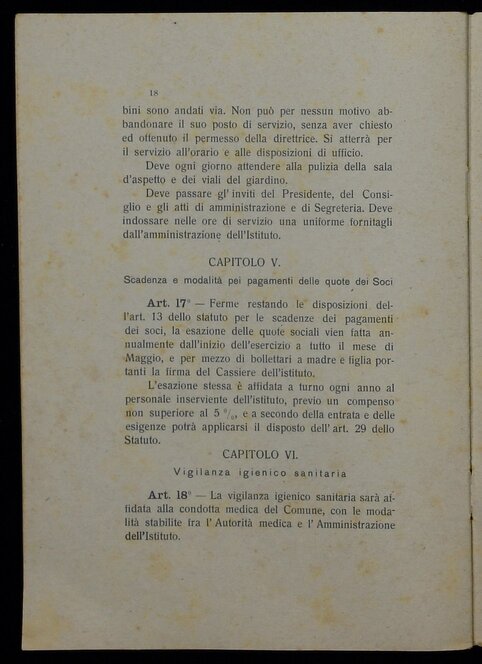 18
bini sono andati via. Non può per nessun motivo ab-
bandonare il suo posto di servizio, senza aver chiesto
ed ottenuto il permesso della direttrice. Si atterrà per
il servizio all'orario e alle disposizioni di ufficio.
Deve ogni giorno attendere alla pulizia della sala
d'aspetto e dei viali del giardino.
Deve passare gl' inviti del Presidente, del Consi-
glio e gli atti di amministrazione e di Segreteria. Deve
indossare nelle ore di servizio una uniforme fornitagli
dall'amministrazione dell'Istituto.
CAPITOLO V.
Scadenza e modalità pei pagamenti delle quote dei Soci
Art. 17° — Ferme restando le disposizioni del-
l'art. 13 dello statuto per le scadenze dei pagamenti
dei soci, la esazione delle quote sociali vien fatta an-
nualmente dall'inizio dell'esercizio a tutto il mese di
Maggio, e per mezzo di bollettari a madre e figlia por-
tanti la firma del Cassiere dell'istituto.
L'esazione stessa è affidata a turno ogni anno al
personale inserviente dell'istituto, previo un compenso
non superiore al 5 %, e a secondo della entrata e delle
esigenze potrà applicarsi il disposto dell' art. 29 dello
Statuto.
CAPITOLO VI.
Vigilanza igienico sanitaria
Art. 18° — La vigilanza igienico sanitaria sarà af-
fidata alla condotta medica del Comune, con le moda-
lità stabilite fra l' Autorità medica e l' Amministrazione
dell'Istituto.